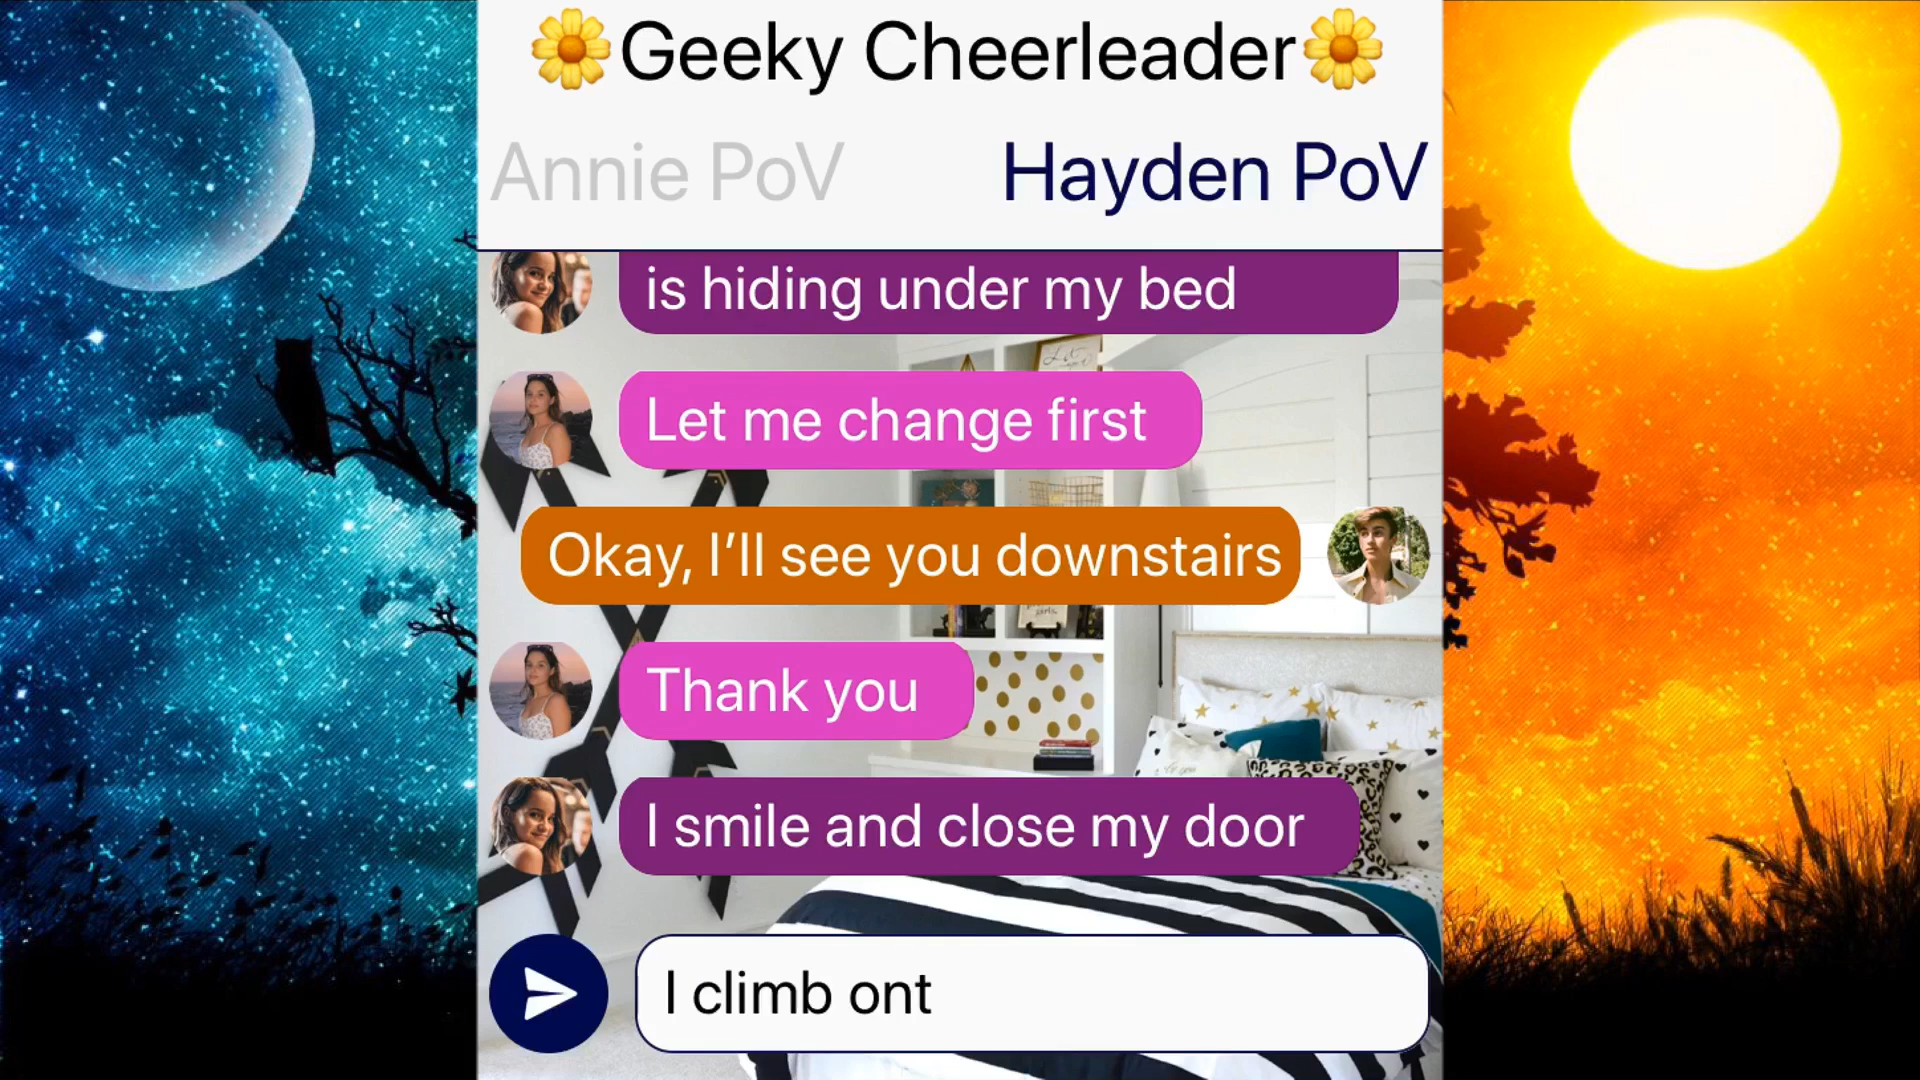 🌼Geeky Cheerleader🌼
Annie PoV
Hayden PoV
is hiding under my bed
Let me change first
Okay, I’ll see you downstairs
Thank you
I smile and close my door
I climb ont